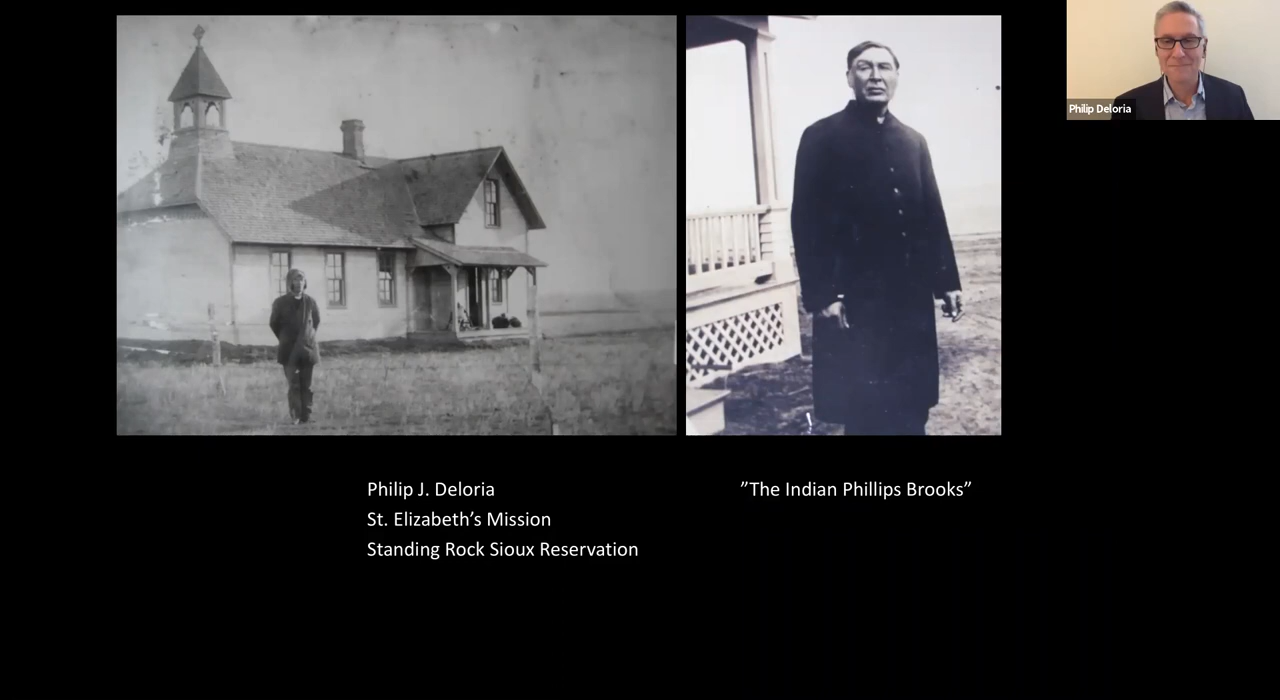 Philip Deloria
Philip J. Deloria
St. Elizabeth’s Mission
Standing Rock Sioux Reservation
”The Indian Phillips Brooks”